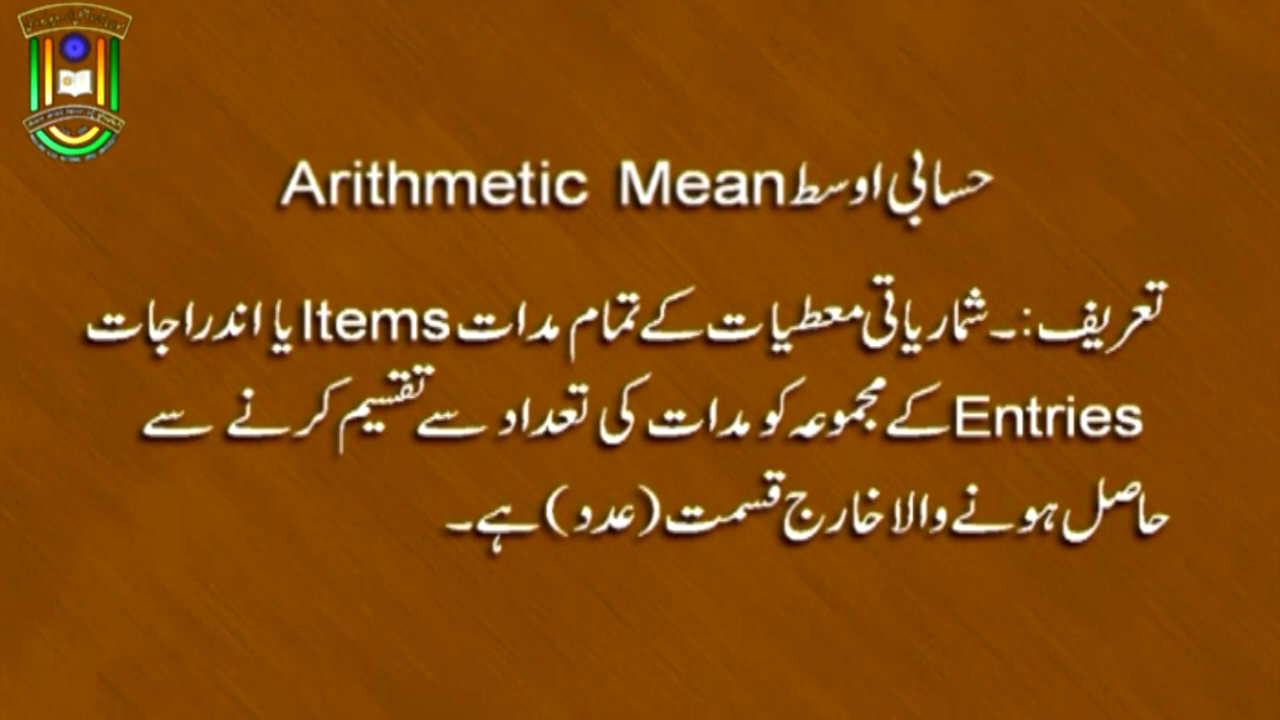 حسابی اوسط Arithmetic Mean
تعریف :۔ شماریاتی معطیات کے تمام مدات Items یا اندراجات
Entries کے مجموعہ کو مدات کی تعداد سے تقسیم کرنے سے
حاصل ہونے والا خارج قسمت (عدد) ہے۔